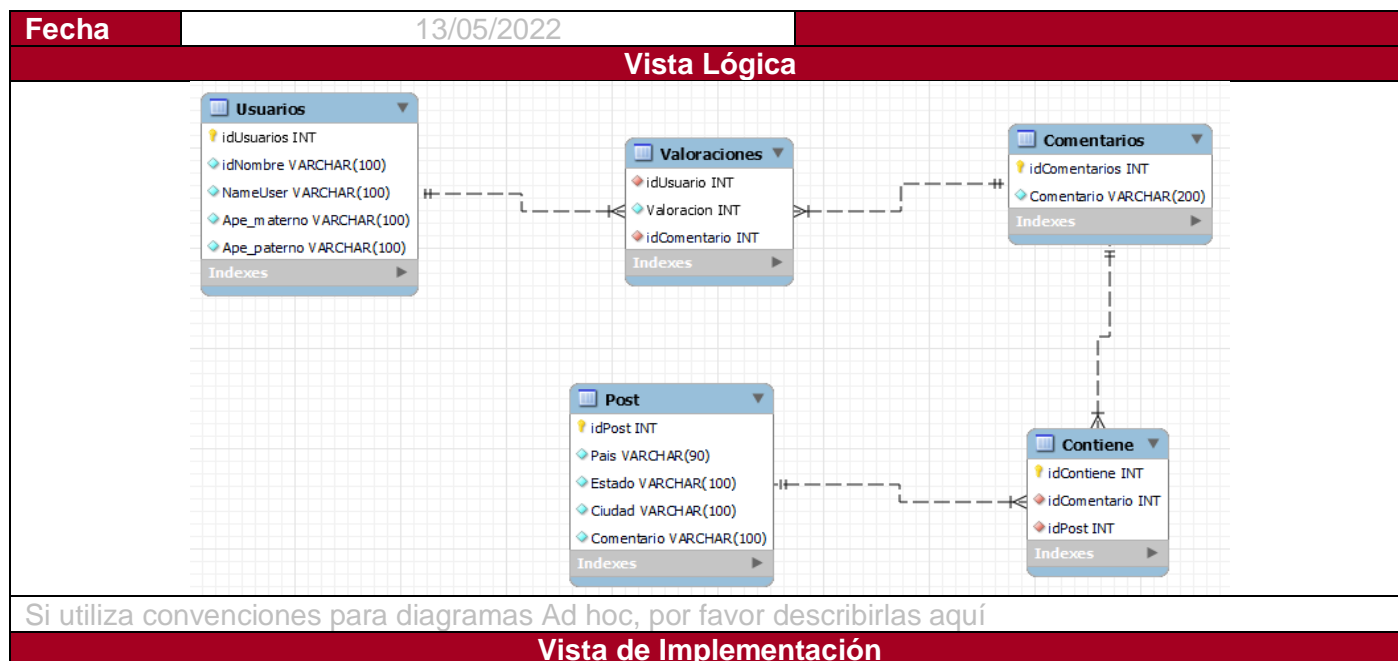 Fecha 13/05/2022
Vista Lógica
Usuarios
idUsuarios INT
idNombre VARCHAR(100)
NameUser VARCHAR(100)
Ape_materno VARCHAR(100)
Ape_paterno VARCHAR(100)
Indexes
Valoraciones
idUsuario INT
Valoracion INT
idComentario INT
Indexes
Comentarios
idComentarios INT
Comentario VARCHAR(200)
Indexes
Post
idPost INT
Pais VARCHAR(90)
Estado VARCHAR(100)
Ciudad VARCHAR(100)
Comentario VARCHAR(100)
Indexes
Contiene
idContiene INT
idComentario INT
idPost INT
Indexes
Si utiliza convenciones para diagramas Ad hoc, por favor describirlas aquí
Vista de Implementación